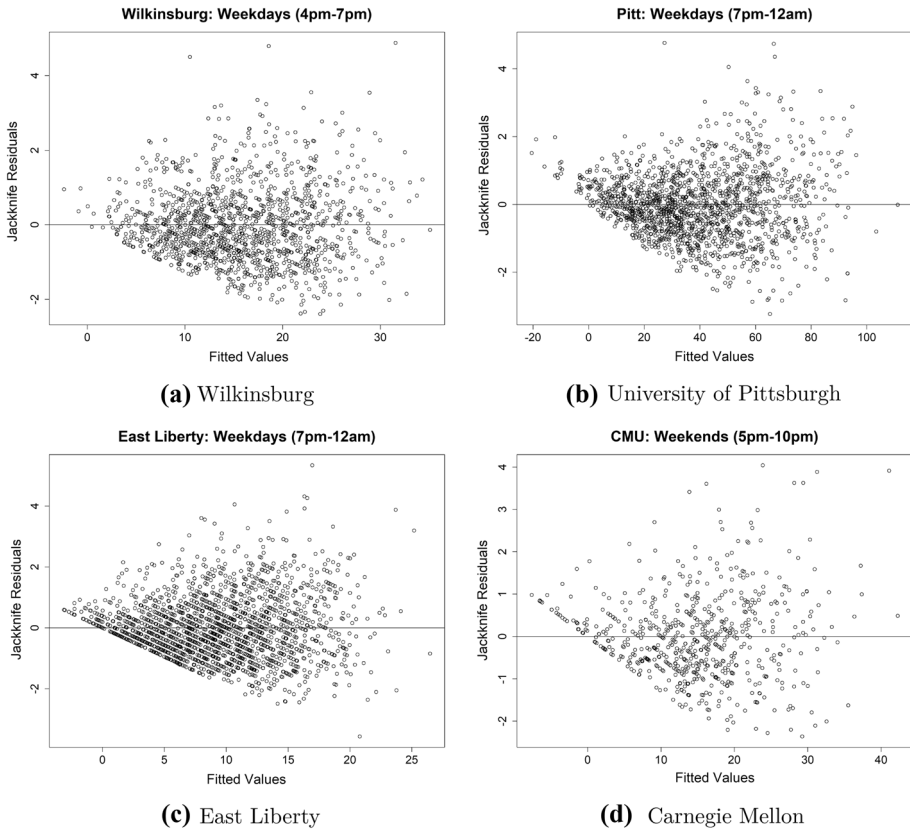 Wilkinsburg: Weekdays (4pm-7pm)
Jackknife Residuals
4
2
0
-2
0 10 20 30
Fitted Values
(a) Wilkinsburg
Pitt: Weekdays (7pm-12am)
Jackknife Residuals
4
2
0
-2
-20 0 20 40 60 80 100
Fitted Values
(b) University of Pittsburgh
East Liberty: Weekdays (7pm-12am)
Jackknife Residuals
4
2
0
-2
0 5 10 15 20 25
Fitted Values
(c) East Liberty
CMU: Weekends (5pm-10pm)
Jackknife Residuals
4
3
2
1
0
-1
-2
0 10 20 30 40
Fitted Values
(d) Carnegie Mellon